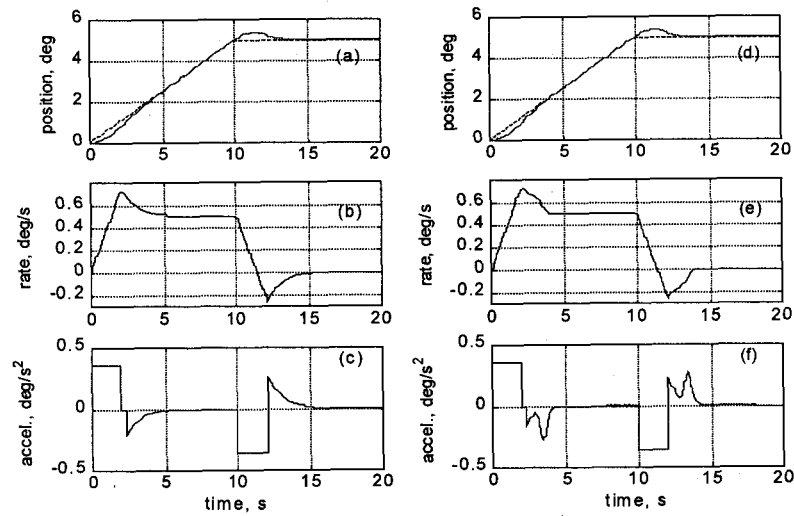 6
4
2
0
position, deg
(a)
0 5 10 15 20
0.6
0.4
0.2
0
-0.2
rate, deg/s
(b)
0 5 10 15 20
0.5
0
-0.5
accel., deg/s²
(c)
0 5 10 15 20
time, s
6
4
2
0
position, deg
(d)
0 5 10 15 20
0.6
0.4
0.2
0
-0.2
rate, deg/s
(e)
0 5 10 15 20
0.5
0
-0.5
accel., deg/s²
(f)
0 5 10 15 20
time, s